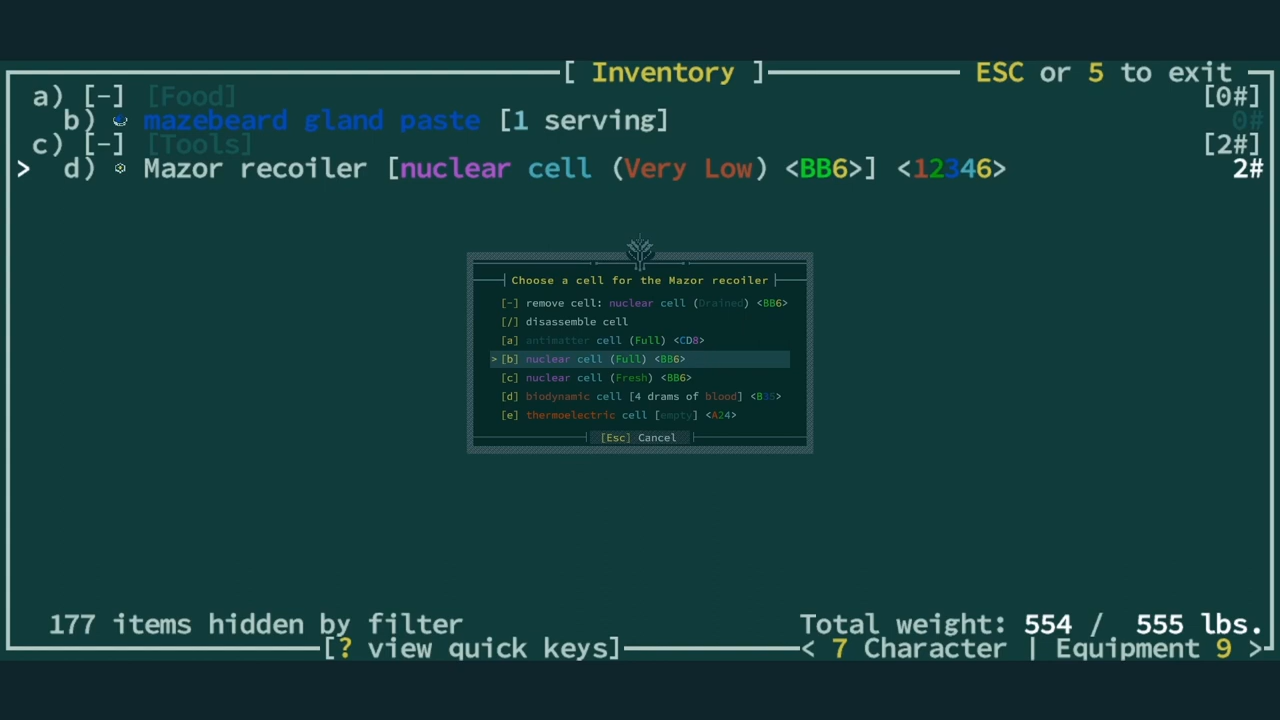 [ Inventory ] ESC or 5 to exit
a) [-] [Food] [0#]
b) mazebeard gland paste [1 serving] 0#
c) [-] [Tools] [2#]
> d) Mazor recoiler [nuclear cell (Very Low) <BB6>] <12346> 2#
Choose a cell for the Mazor recoiler
[-] remove cell: nuclear cell (Drained) <BB6>
[/] disassemble cell
[a] antimatter cell (Full) <CD8>
> [b] nuclear cell (Full) <BB6>
[c] nuclear cell (Fresh) <BB6>
[d] biodynamic cell [4 drams of blood] <B35>
[e] thermoelectric cell [empty] <A24>
[Esc] Cancel
177 items hidden by filter Total weight: 554 / 555 lbs.
[? view quick keys] < 7 Character | Equipment 9 >